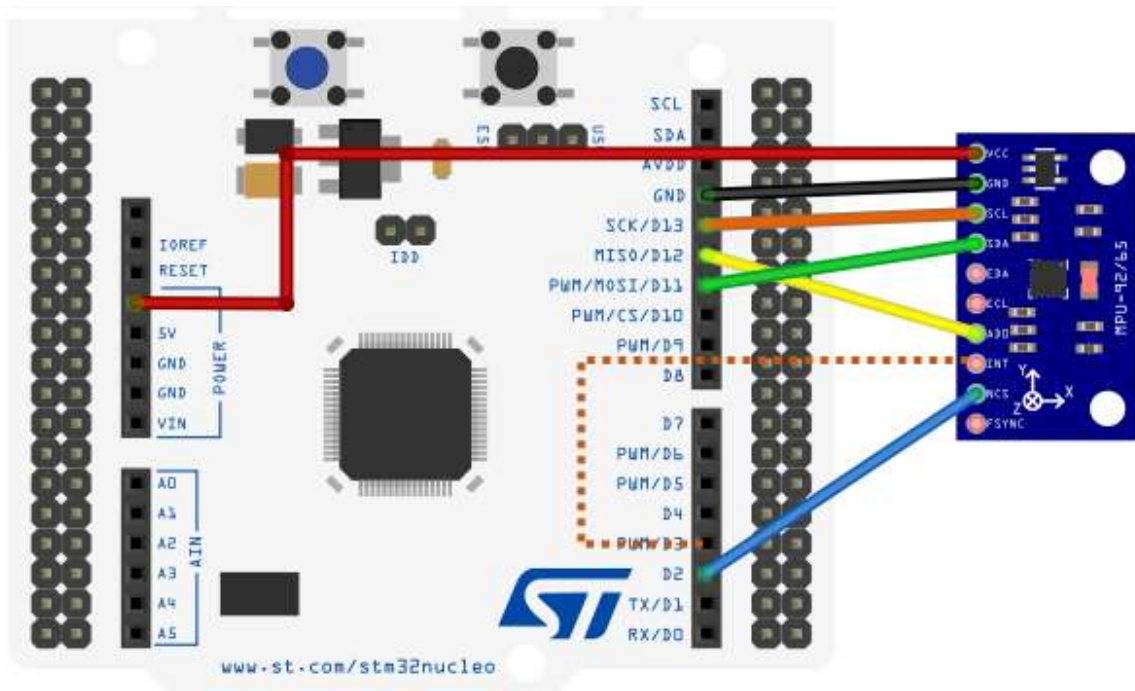 SCL
SDA
AVDD
GND
SCK/D13
MISO/D12
PWM/MOSI/D11
PWM/CS/D10
PWM/D9
D8
D7
PWM/D6
PWM/D5
D4
PWM/D3
D2
TX/D1
RX/D0
IOREF
RESET
5V
GND
GND
VIN
POWER
A0
A1
A2
A3
A4
A5
AIN
IDD
E5
U5
ST
www.st.com/stm32nucleo
VCC
GND
SCL
SDA
EDA
ECL
ADO
INT
NCS
FSYNC
1
Y
X
Z
MPU-92/65